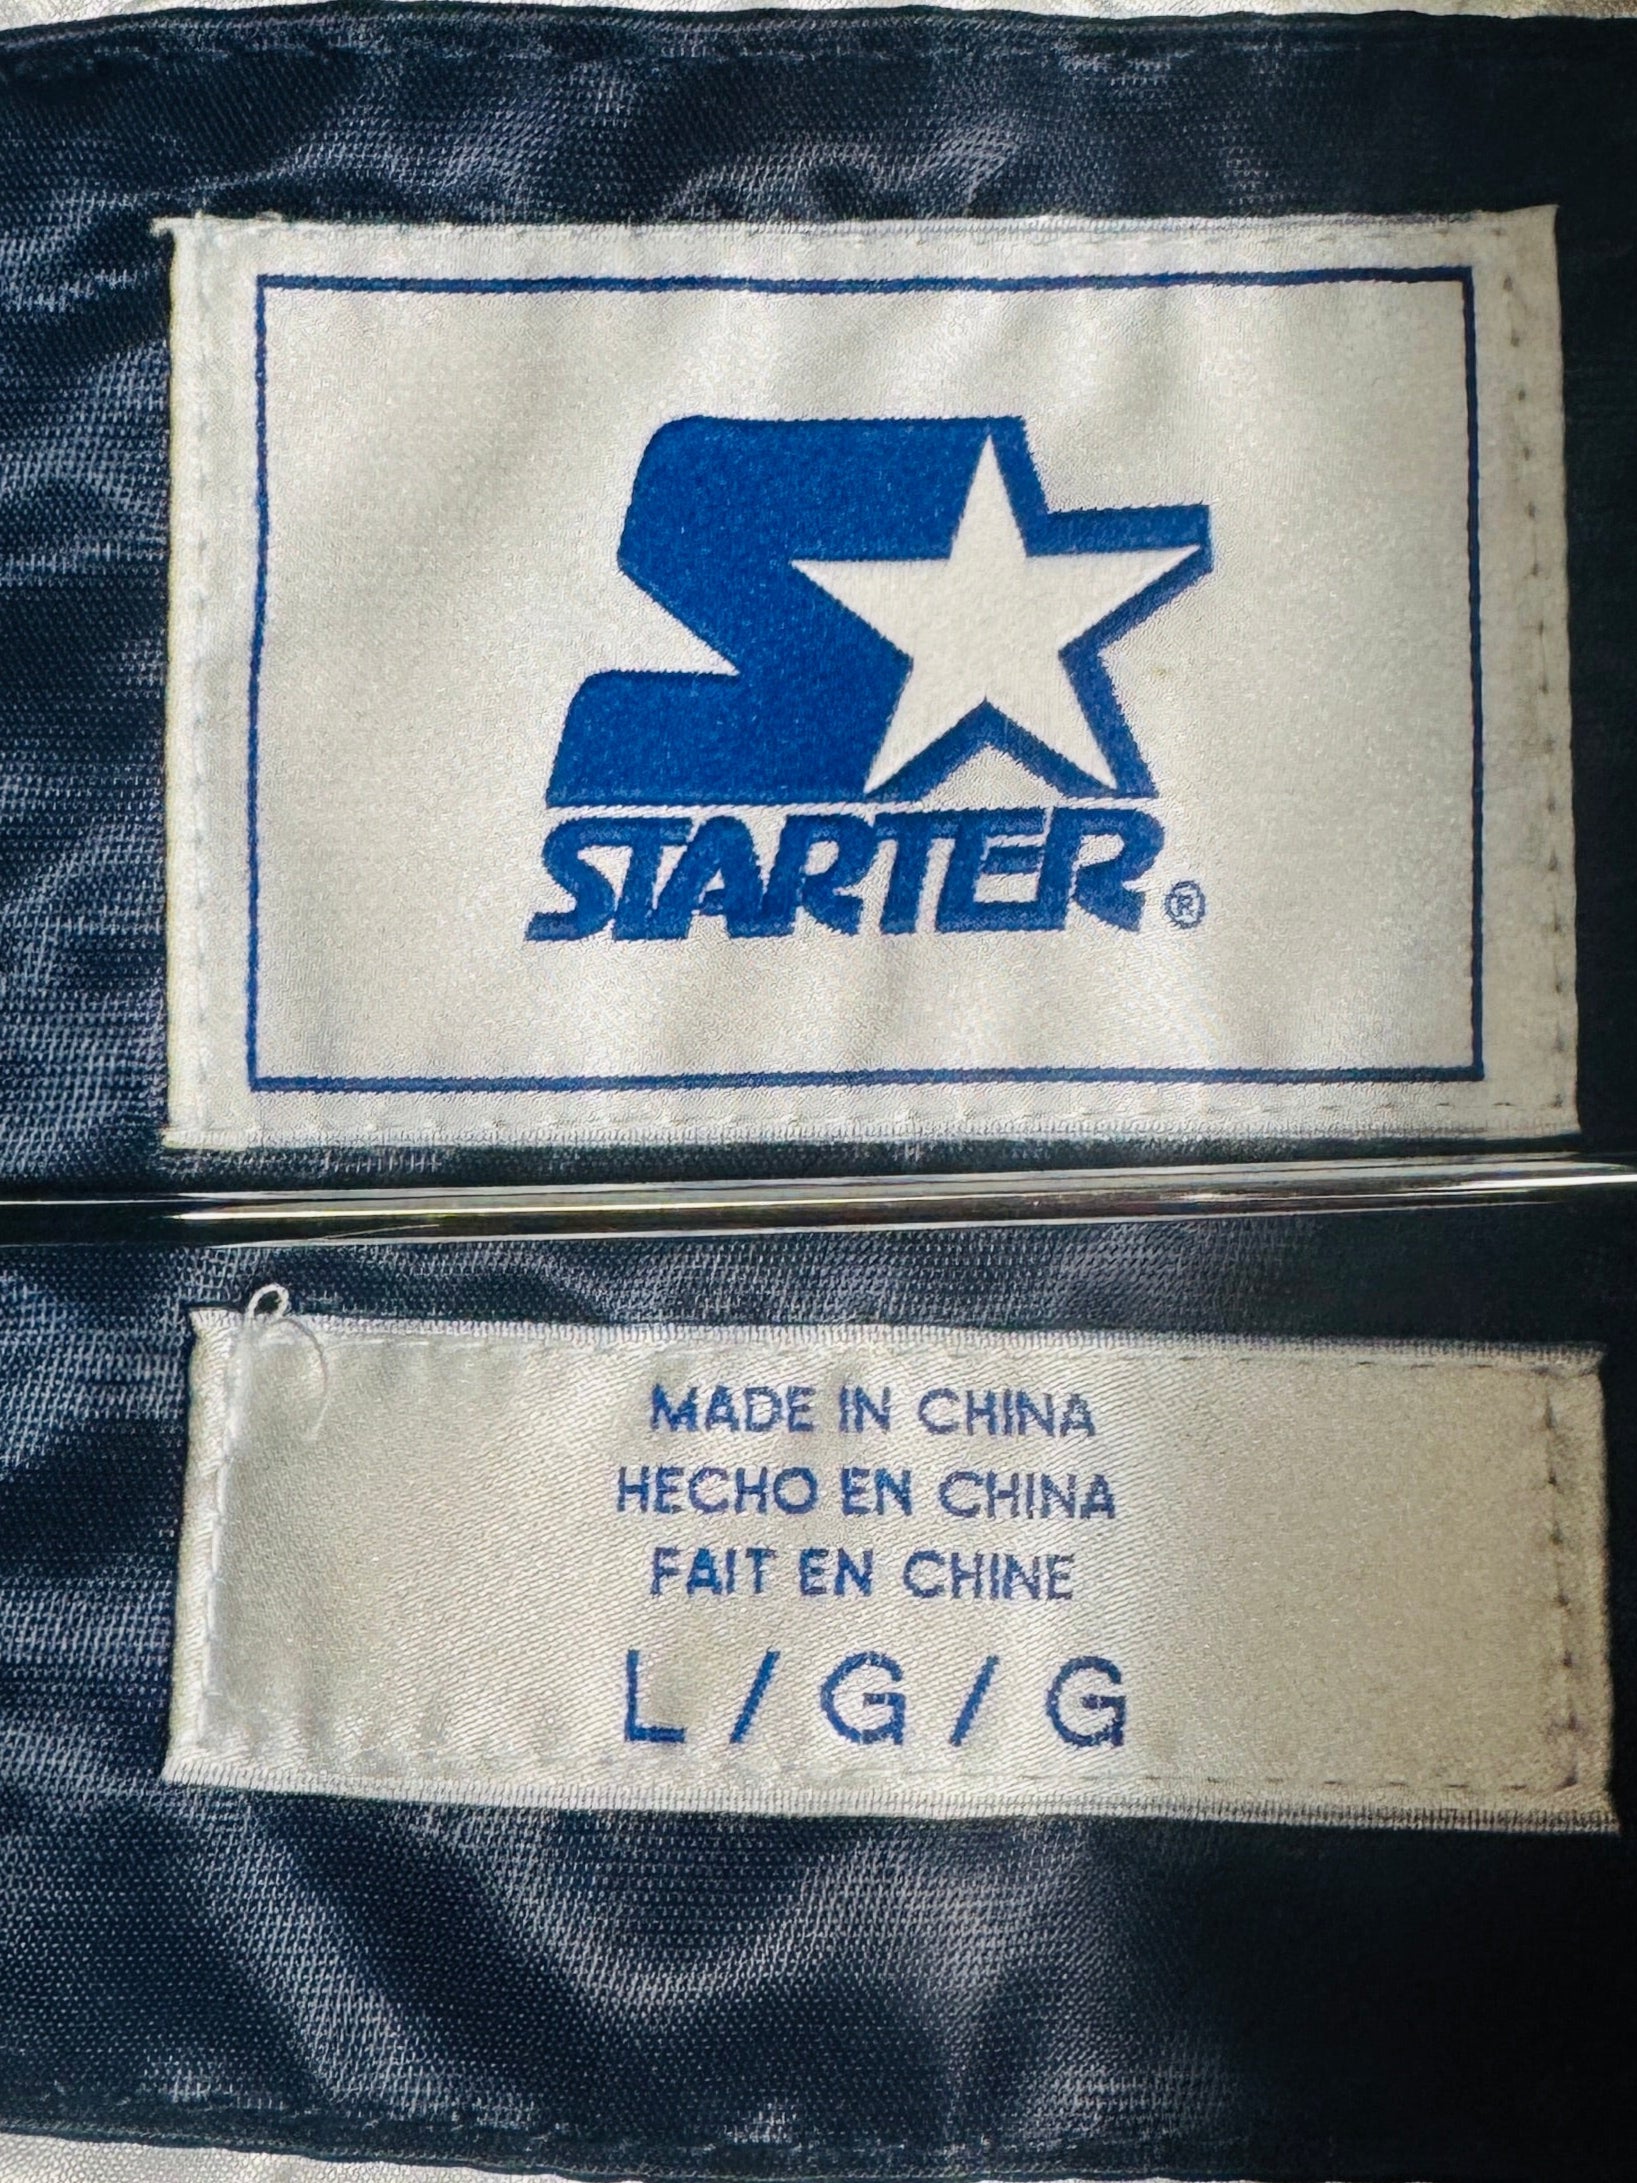 STARTER®
MADE IN CHINA
HECHO EN CHINA
FAIT EN CHINE
L / G / G